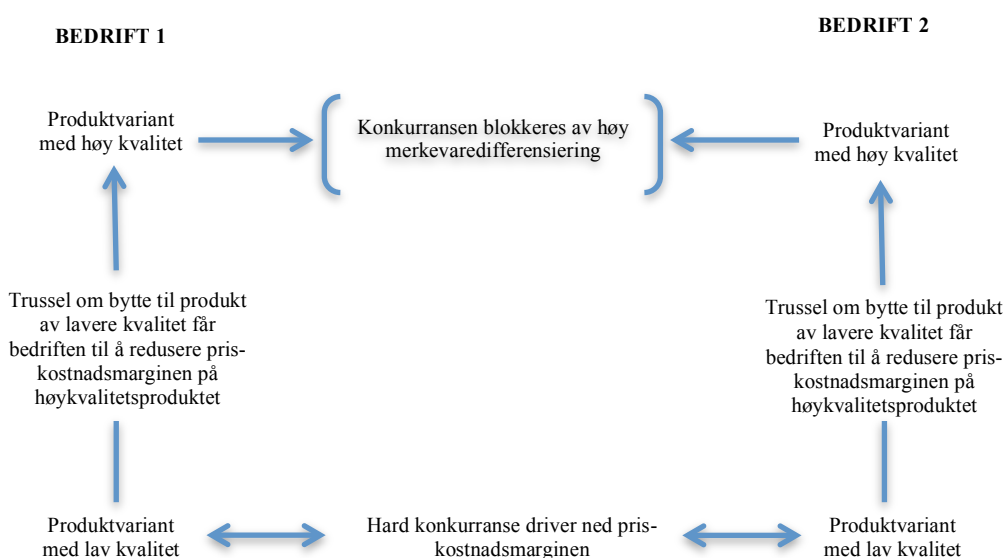 BEDRIFT 1
BEDRIFT 2
Produktvariant
med høy kvalitet
Konkurransen blokkeres av høy
merkevaredifferensiering
Produktvariant
med høy kvalitet
Trussel om bytte til produkt
av lavere kvalitet får
bedriften til å redusere pris-
kostnadsmarginen på
høykvalitetsproduktet
Trussel om bytte til produkt
av lavere kvalitet får
bedriften til å redusere pris-
kostnadsmarginen på
høykvalitetsproduktet
Produktvariant
med lav kvalitet
Hard konkurranse driver ned pris-
kostnadsmarginen
Produktvariant
med lav kvalitet